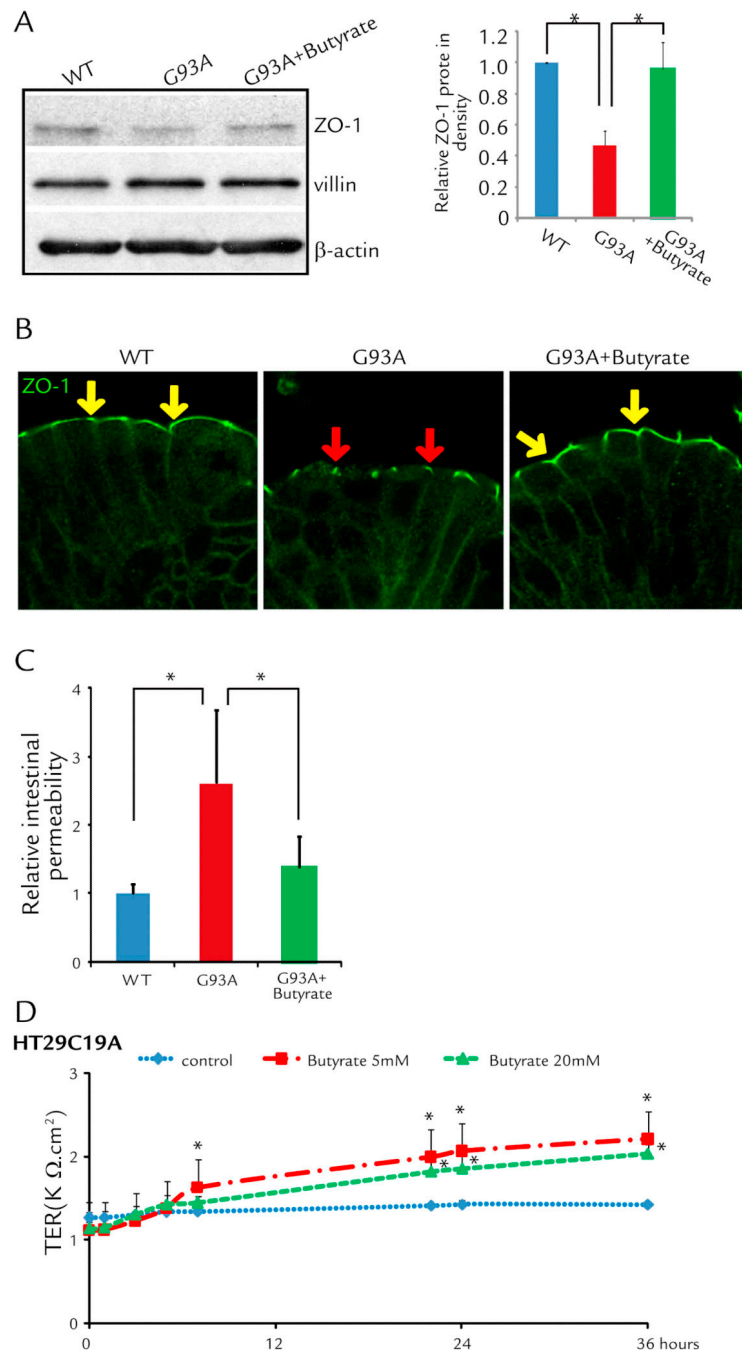 A
WT
G93A
G93A+Butyrate
ZO-1
villin
β-actin
Relative ZO-1 prote in
density
* *
1.2
1.0
0.8
0.6
0.4
0.2
0
WT
G93A
G93A
+Butyrate
B
WT G93A G93A+Butyrate
ZO-1
C
Relative intestinal
permeability
* *
4
3
2
1
0
WT G93A G93A+
Butyrate
D
HT29C19A
control Butyrate 5mM Butyrate 20mM
TER(K Ω.cm²)
3
2
1
0
* * * *
* * *
0 12 24 36 hours